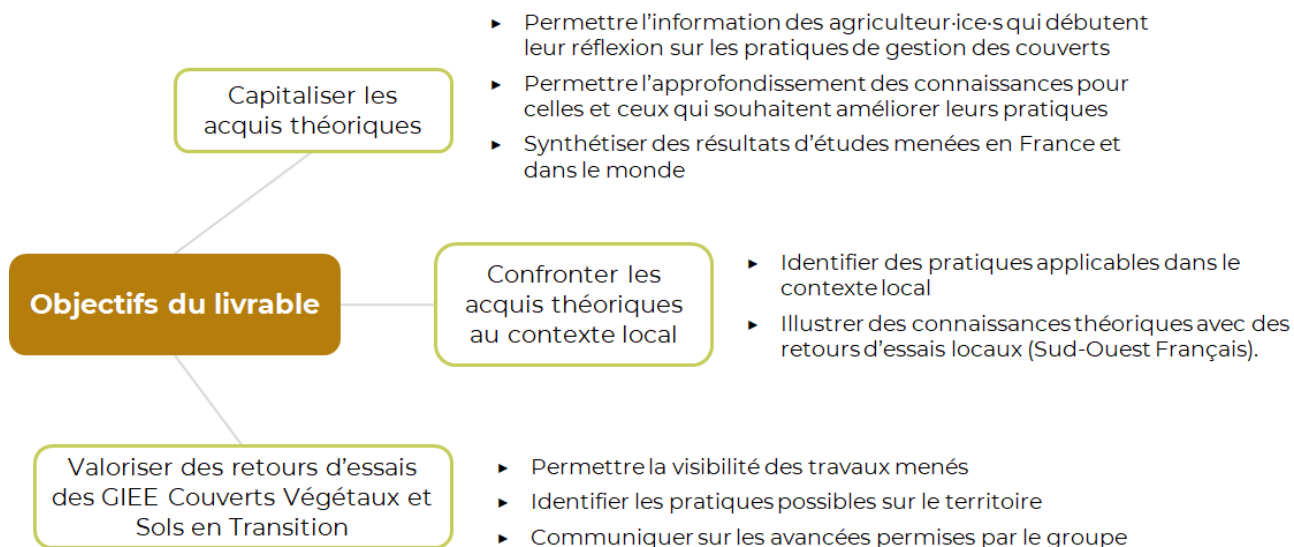 Capitaliser les
acquis théoriques
► Permettre l'information des agriculteur·ice·s qui débutent
leur réflexion sur les pratiques de gestion des couverts
► Permettre l'approfondissement des connaissances pour
celles et ceux qui souhaitent améliorer leurs pratiques
► Synthétiser des résultats d'études menées en France et
dans le monde
Objectifs du livrable
Confronter les
acquis théoriques
au contexte local
► Identifier des pratiques applicables dans le
contexte local
► Illustrer des connaissances théoriques avec des
retours d'essais locaux (Sud-Ouest Français).
Valoriser des retours d'essais
des GIEE Couverts Végétaux et
Sols en Transition
► Permettre la visibilité des travaux menés
► Identifier les pratiques possibles sur le territoire
► Communiquer sur les avancées permises par le groupe